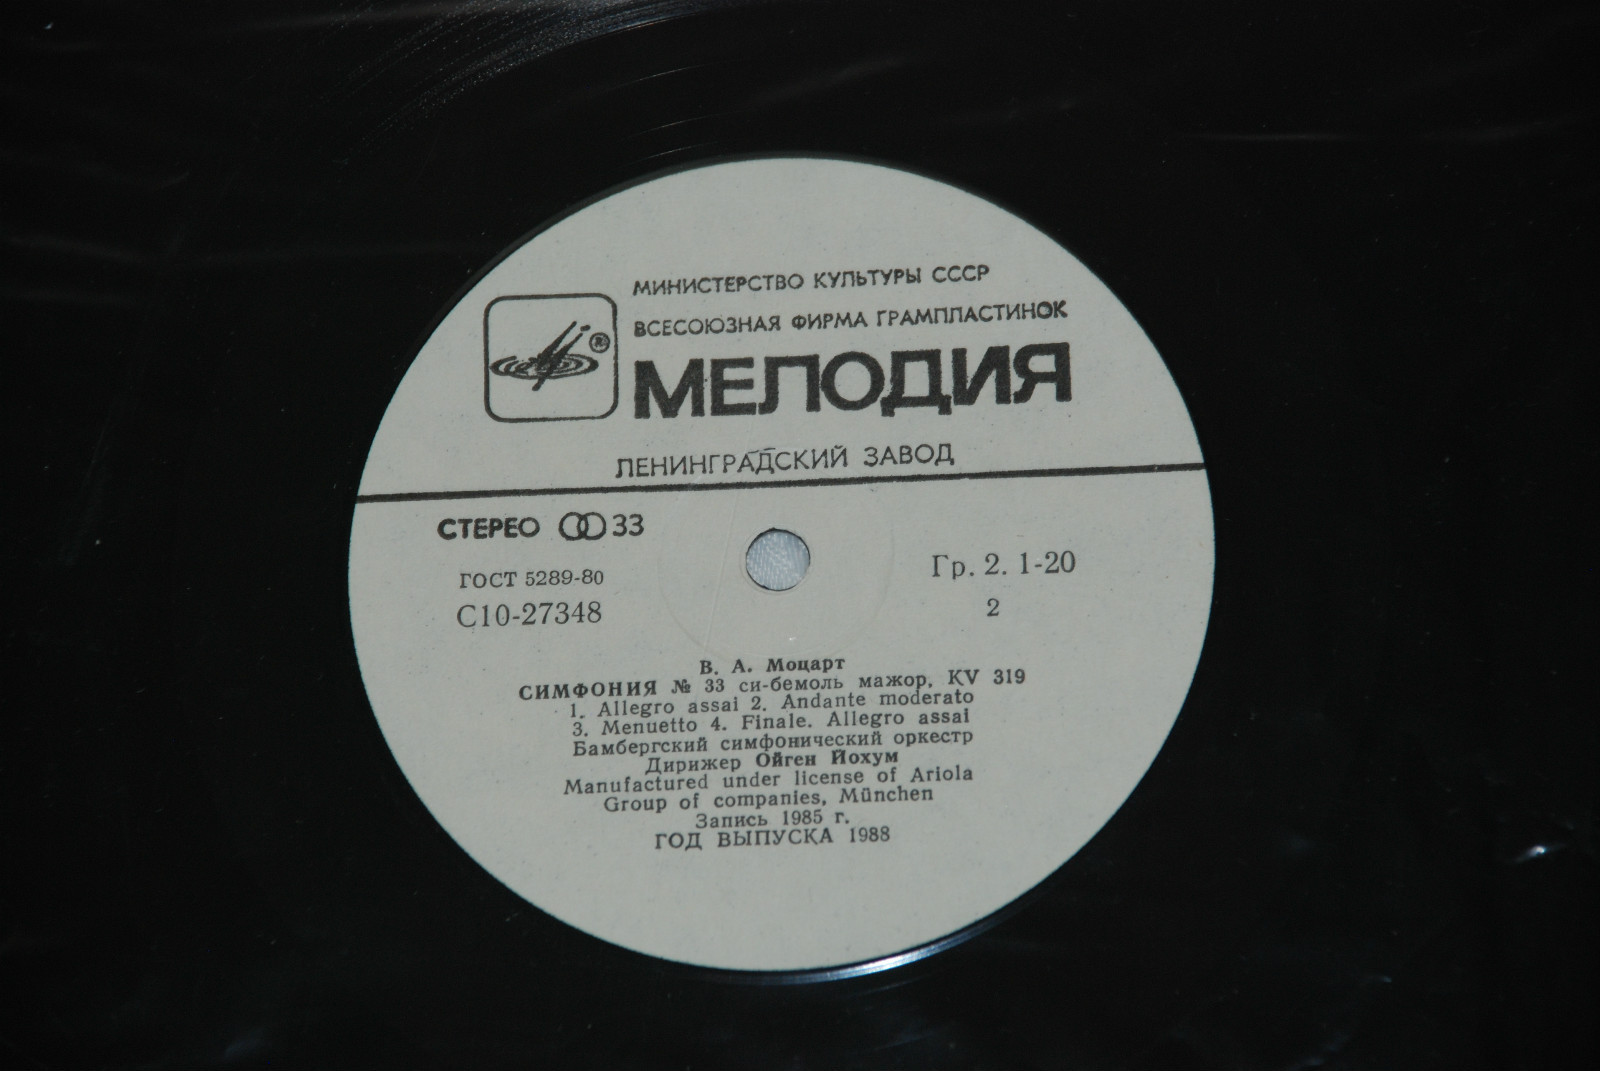 МИНИСТЕРСТВО КУЛЬТУРЫ СССР
ВСЕСОЮЗНАЯ ФИРМА ГРАМПЛАСТИНОК
®
МЕЛОДИЯ
ЛЕНИНГРАДСКИЙ ЗАВОД
СТЕРЕО 33
ГОСТ 5289-80
С10-27348
Гр. 2. 1-20
2
В. А. Моцарт
СИМФОНИЯ № 33 си-бемоль мажор, KV 319
1. Allegro assai 2. Andante moderato
3. Menuetto 4. Finale. Allegro assai
Бамбергский симфонический оркестр
Дирижер Ойген Йохум
Manufactured under license of Ariola
Group of companies, München
Запись 1985 г.
ГОД ВЫПУСКА 1988